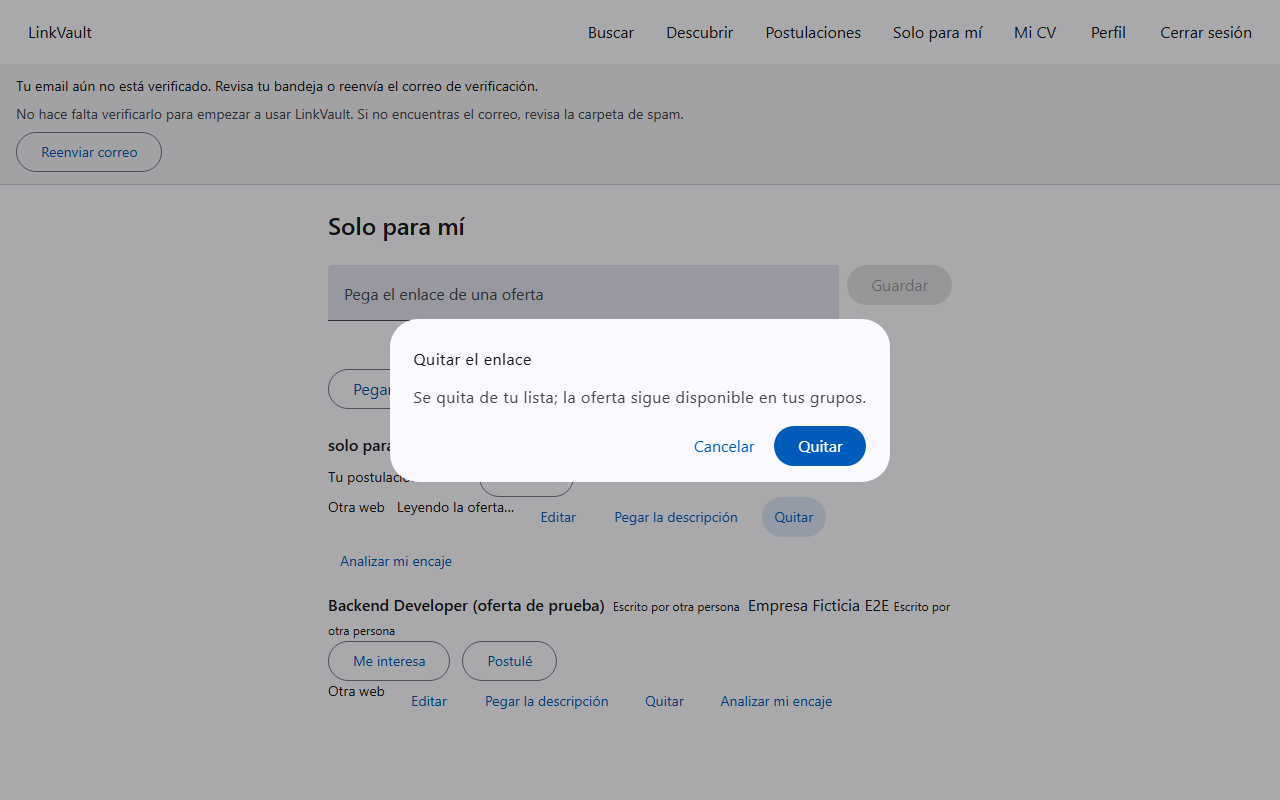 LinkVault Buscar Descubrir Postulaciones Solo para mí Mi CV Perfil Cerrar sesión
Tu email aún no está verificado. Revisa tu bandeja o reenvía el correo de verificación.
No hace falta verificarlo para empezar a usar LinkVault. Si no encuentras el correo, revisa la carpeta de spam.
Reenviar correo
Solo para mí
Pega el enlace de una oferta Guardar
Quitar el enlace
Se quita de tu lista; la oferta sigue disponible en tus grupos.
Cancelar Quitar
Pegar
solo para
Tu
Otra web Leyendo la oferta... Editar Pegar la descripción Quitar
Analizar mi encaje
Backend Developer (oferta de prueba) Escrito por otra persona Empresa Ficticia E2E Escrito por
otra persona
Me interesa Postulé
Otra web Editar Pegar la descripción Quitar Analizar mi encaje